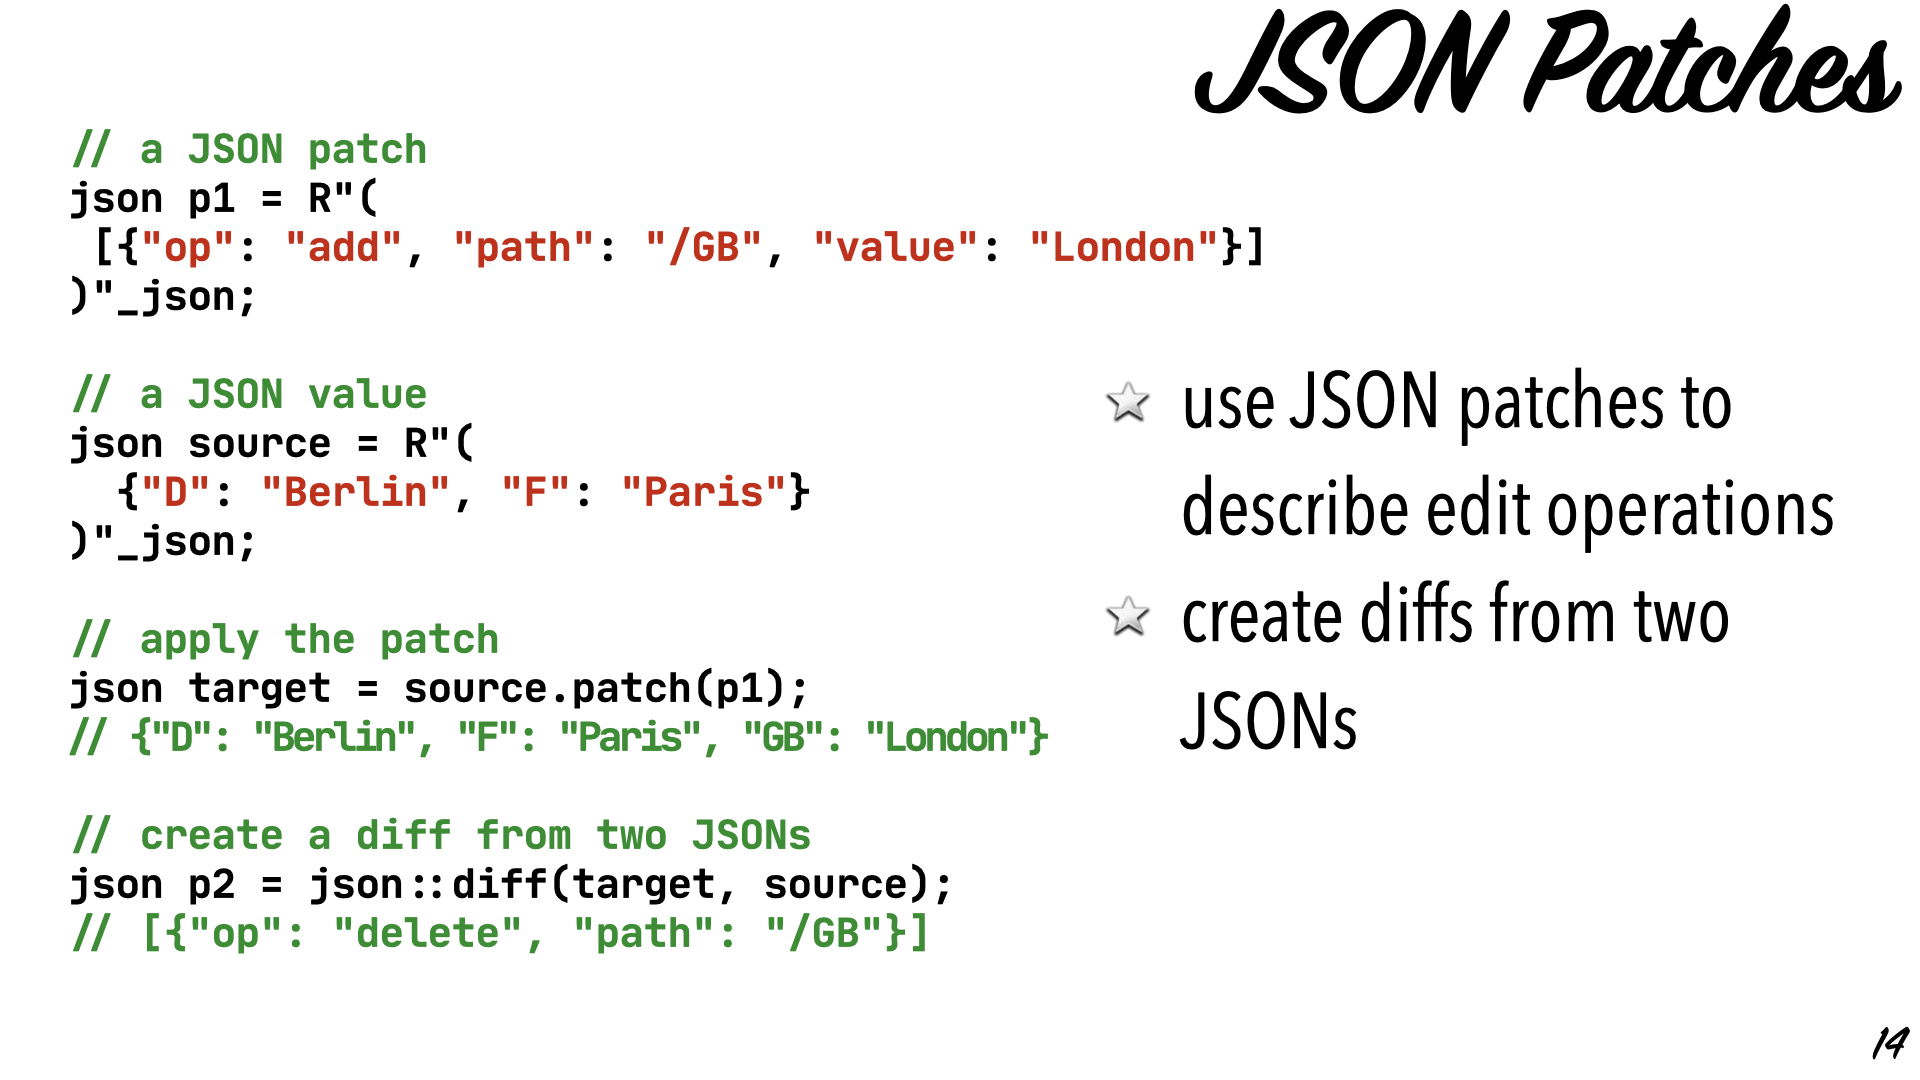 JSON Patches
// a JSON patch
json p1 = R"(
 [{"op": "add", "path": "/GB", "value": "London"}]
)"_json;
// a JSON value
json source = R"(
  {"D": "Berlin", "F": "Paris"}
)"_json;
// apply the patch
json target = source.patch(p1);
// {"D": "Berlin", "F": "Paris", "GB": "London"}
// create a diff from two JSONs
json p2 = json::diff(target, source);
// [{"op": "delete", "path": "/GB"}]
use JSON patches to
describe edit operations
create diffs from two
JSONs
14